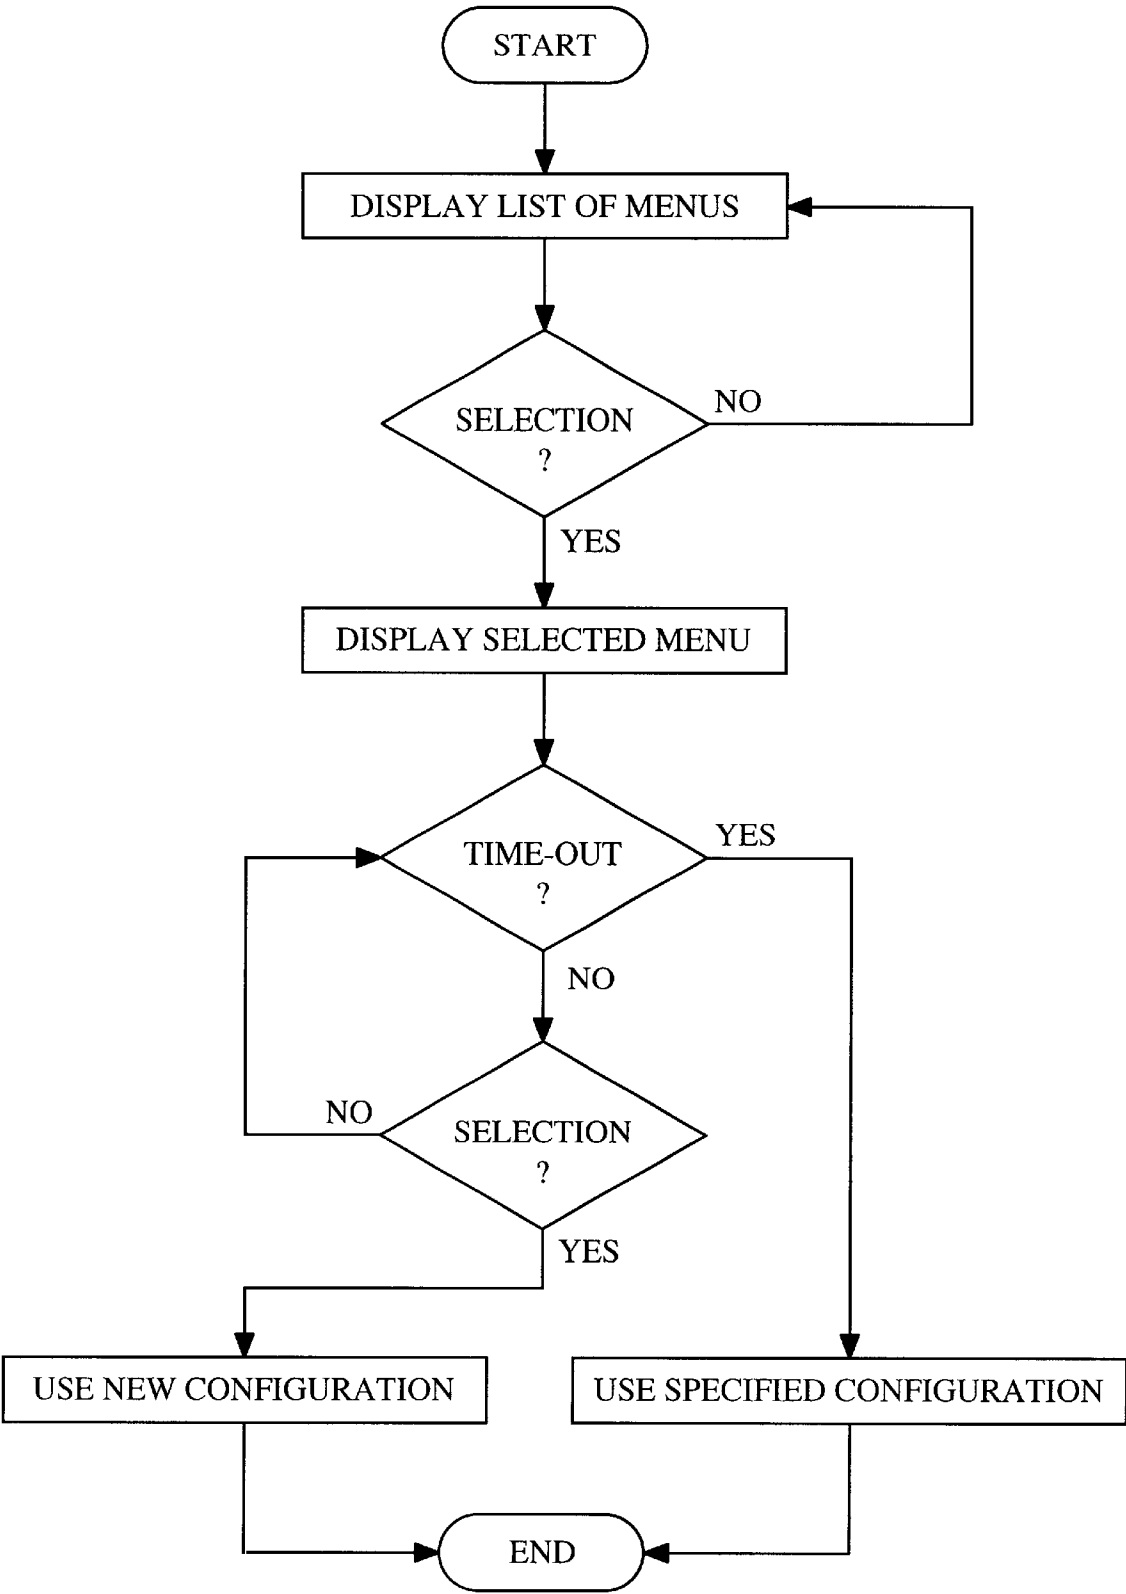 START
DISPLAY LIST OF MENUS
NO
SELECTION
?
YES
DISPLAY SELECTED MENU
YES
TIME-OUT
?
NO
NO
SELECTION
?
YES
USE NEW CONFIGURATION
USE SPECIFIED CONFIGURATION
END